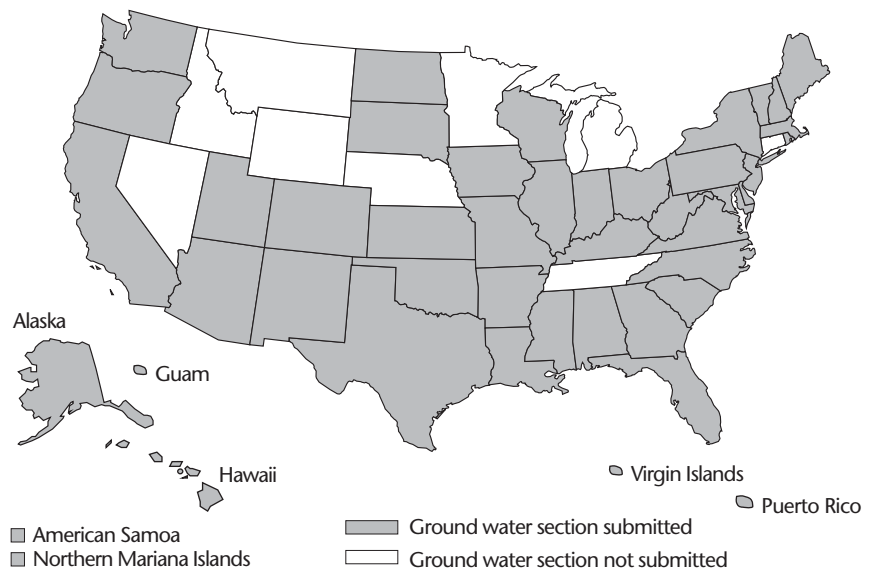 Alaska
Guam
Hawaii
Virgin Islands
Puerto Rico
American Samoa
Northern Mariana Islands
Ground water section submitted
Ground water section not submitted